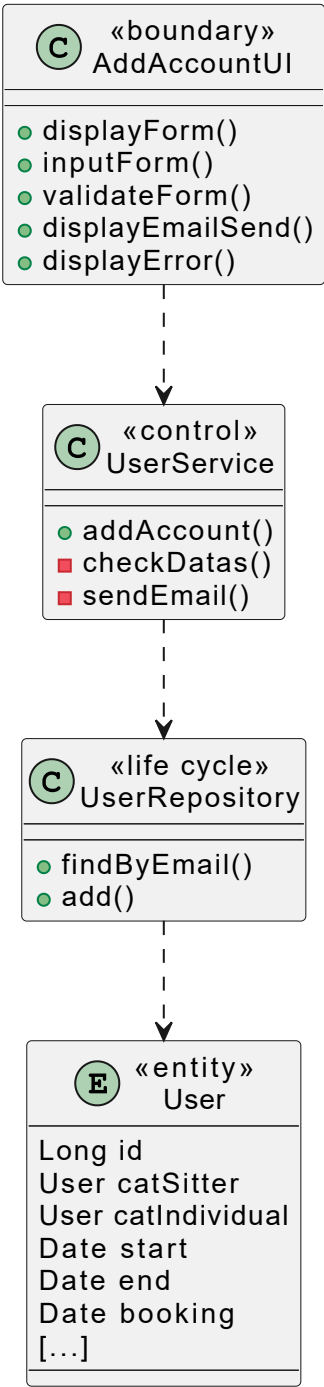 C
«boundary»
AddAccountUI
displayForm()
inputForm()
validateForm()
displayEmailSend()
displayError()
C
«control»
UserService
addAccount()
checkDatas()
sendEmail()
C
«life cycle»
UserRepository
findByEmail()
add()
E
«entity»
User
Long id
User catSitter
User catIndividual
Date start
Date end
Date booking
[...]